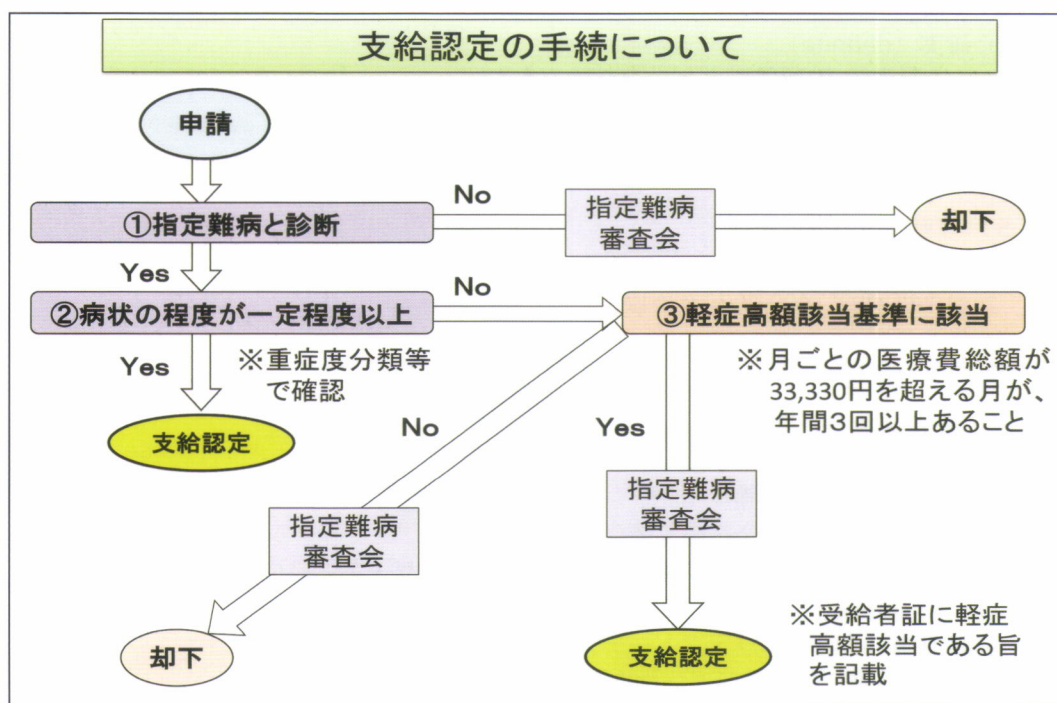 支給認定の手続について
申請
①指定難病と診断
No
指定難病
審査会
却下
Yes
②病状の程度が一定程度以上
No
③軽症高額該当基準に該当
Yes
※重症度分類等
で確認
支給認定
※月ごとの医療費総額が
33,330円を超える月が、
年間3回以上あること
No
指定難病
審査会
却下
Yes
指定難病
審査会
支給認定
※受給者証に軽症
高額該当である旨
を記載